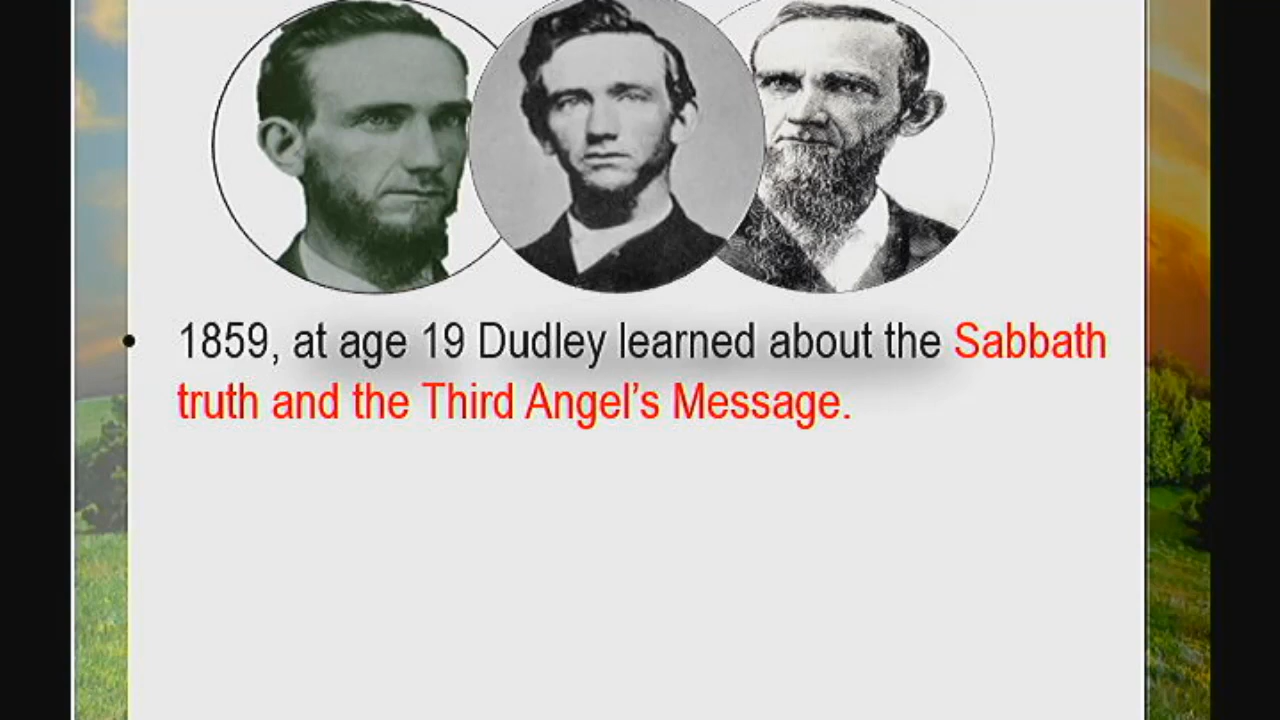 • 1859, at age 19 Dudley learned about the Sabbath
truth and the Third Angel’s Message.